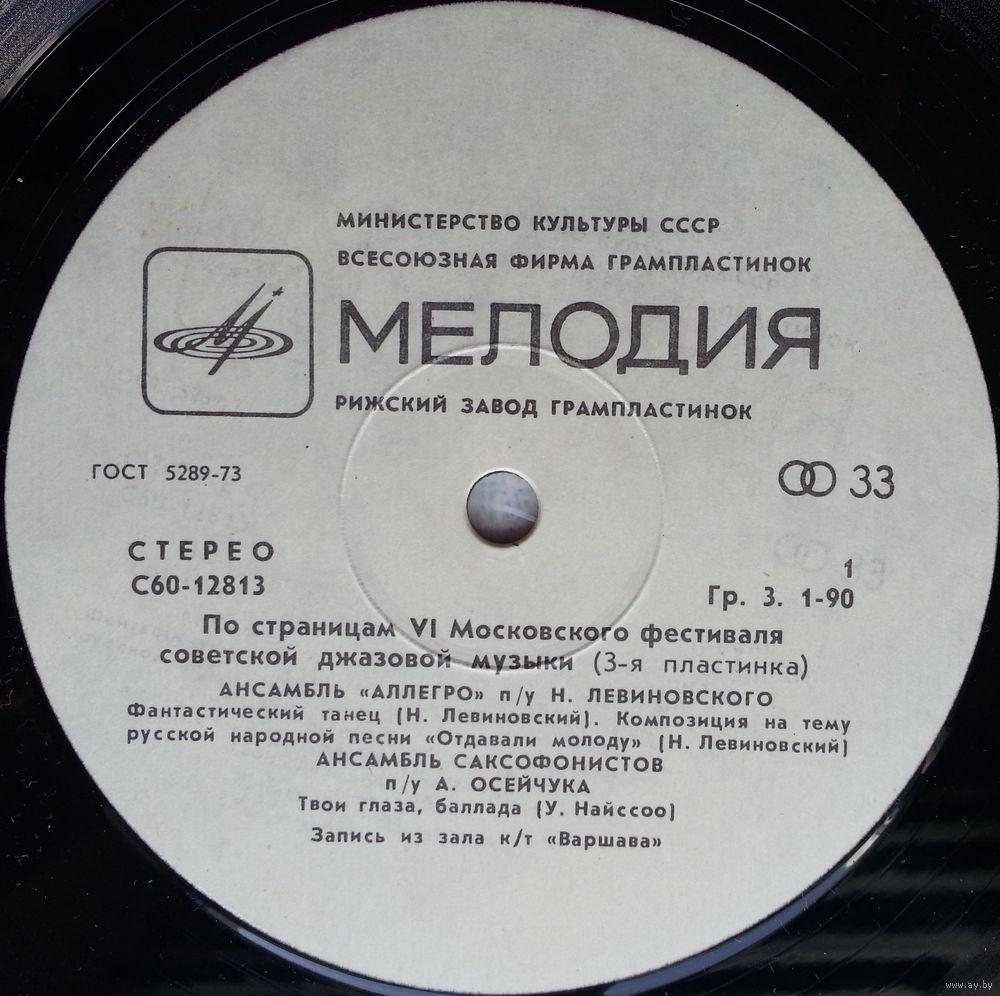 МИНИСТЕРСТВО КУЛЬТУРЫ СССР
ВСЕСОЮЗНАЯ ФИРМА ГРАМПЛАСТИНОК
МЕЛОДИЯ
РИЖСКИЙ ЗАВОД ГРАМПЛАСТИНОК
ГОСТ 5289-73
33
СТЕРЕО
С60-12813
1
Гр. 3. 1-90
По страницам VI Московского фестиваля
советской джазовой музыки (3-я пластинка)
АНСАМБЛЬ «АЛЛЕГРО» п/у Н. ЛЕВИНОВСКОГО
Фантастический танец (Н. Левиновский). Композиция на тему
русской народной песни «Отдавали молоду» (Н. Левиновский)
АНСАМБЛЬ САКСОФОНИСТОВ
п/у А. ОСЕЙЧУКА
Твои глаза, баллада (У. Найссоо)
Запись из зала к/т «Варшава»
www.ay.by